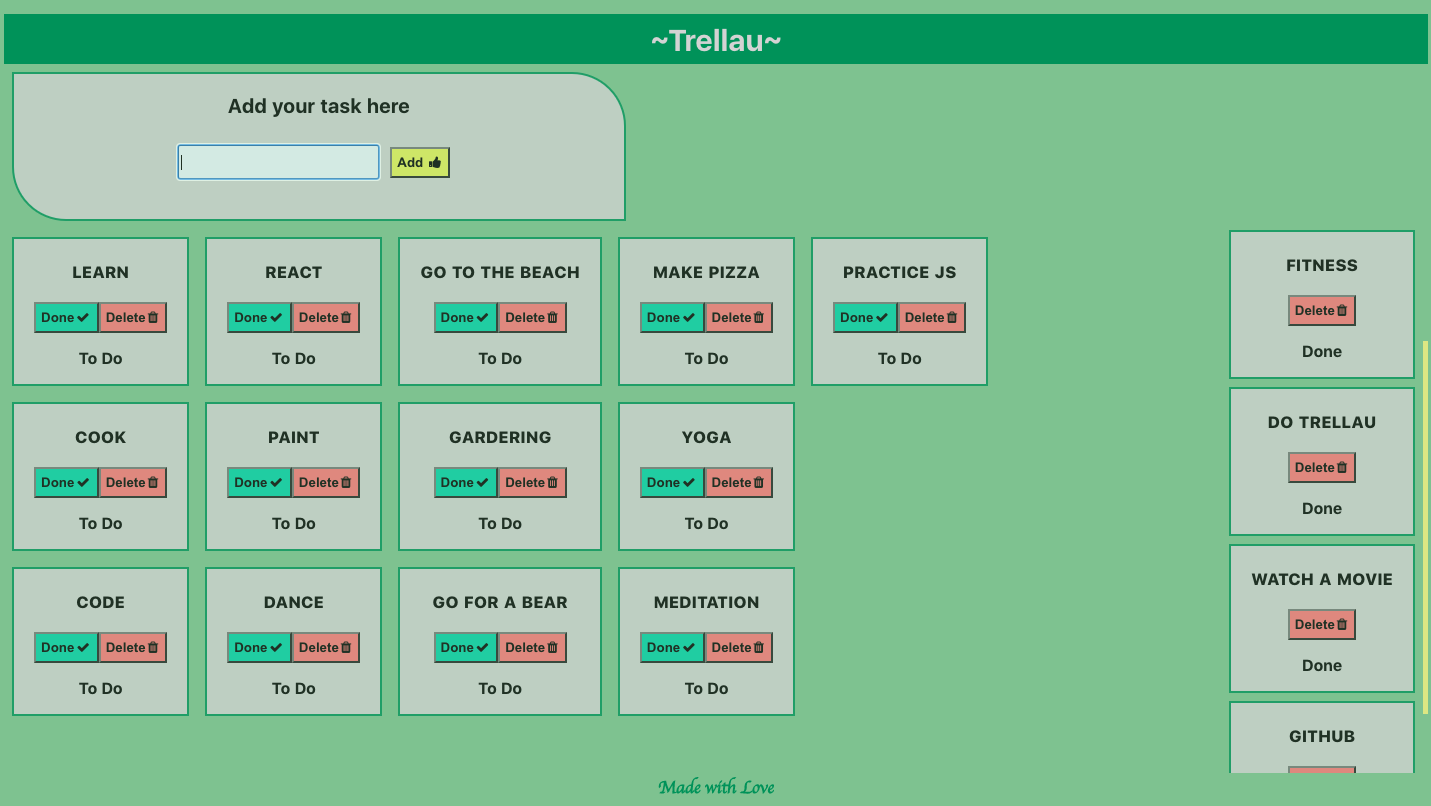 ~Trellau~
Add your task here
Add
LEARN
Done Delete
To Do
REACT
Done Delete
To Do
GO TO THE BEACH
Done Delete
To Do
MAKE PIZZA
Done Delete
To Do
PRACTICE JS
Done Delete
To Do
COOK
Done Delete
To Do
PAINT
Done Delete
To Do
GARDERING
Done Delete
To Do
YOGA
Done Delete
To Do
CODE
Done Delete
To Do
DANCE
Done Delete
To Do
GO FOR A BEAR
Done Delete
To Do
MEDITATION
Done Delete
To Do
FITNESS
Delete
Done
DO TRELLAU
Delete
Done
WATCH A MOVIE
Delete
Done
GITHUB
Made with Love